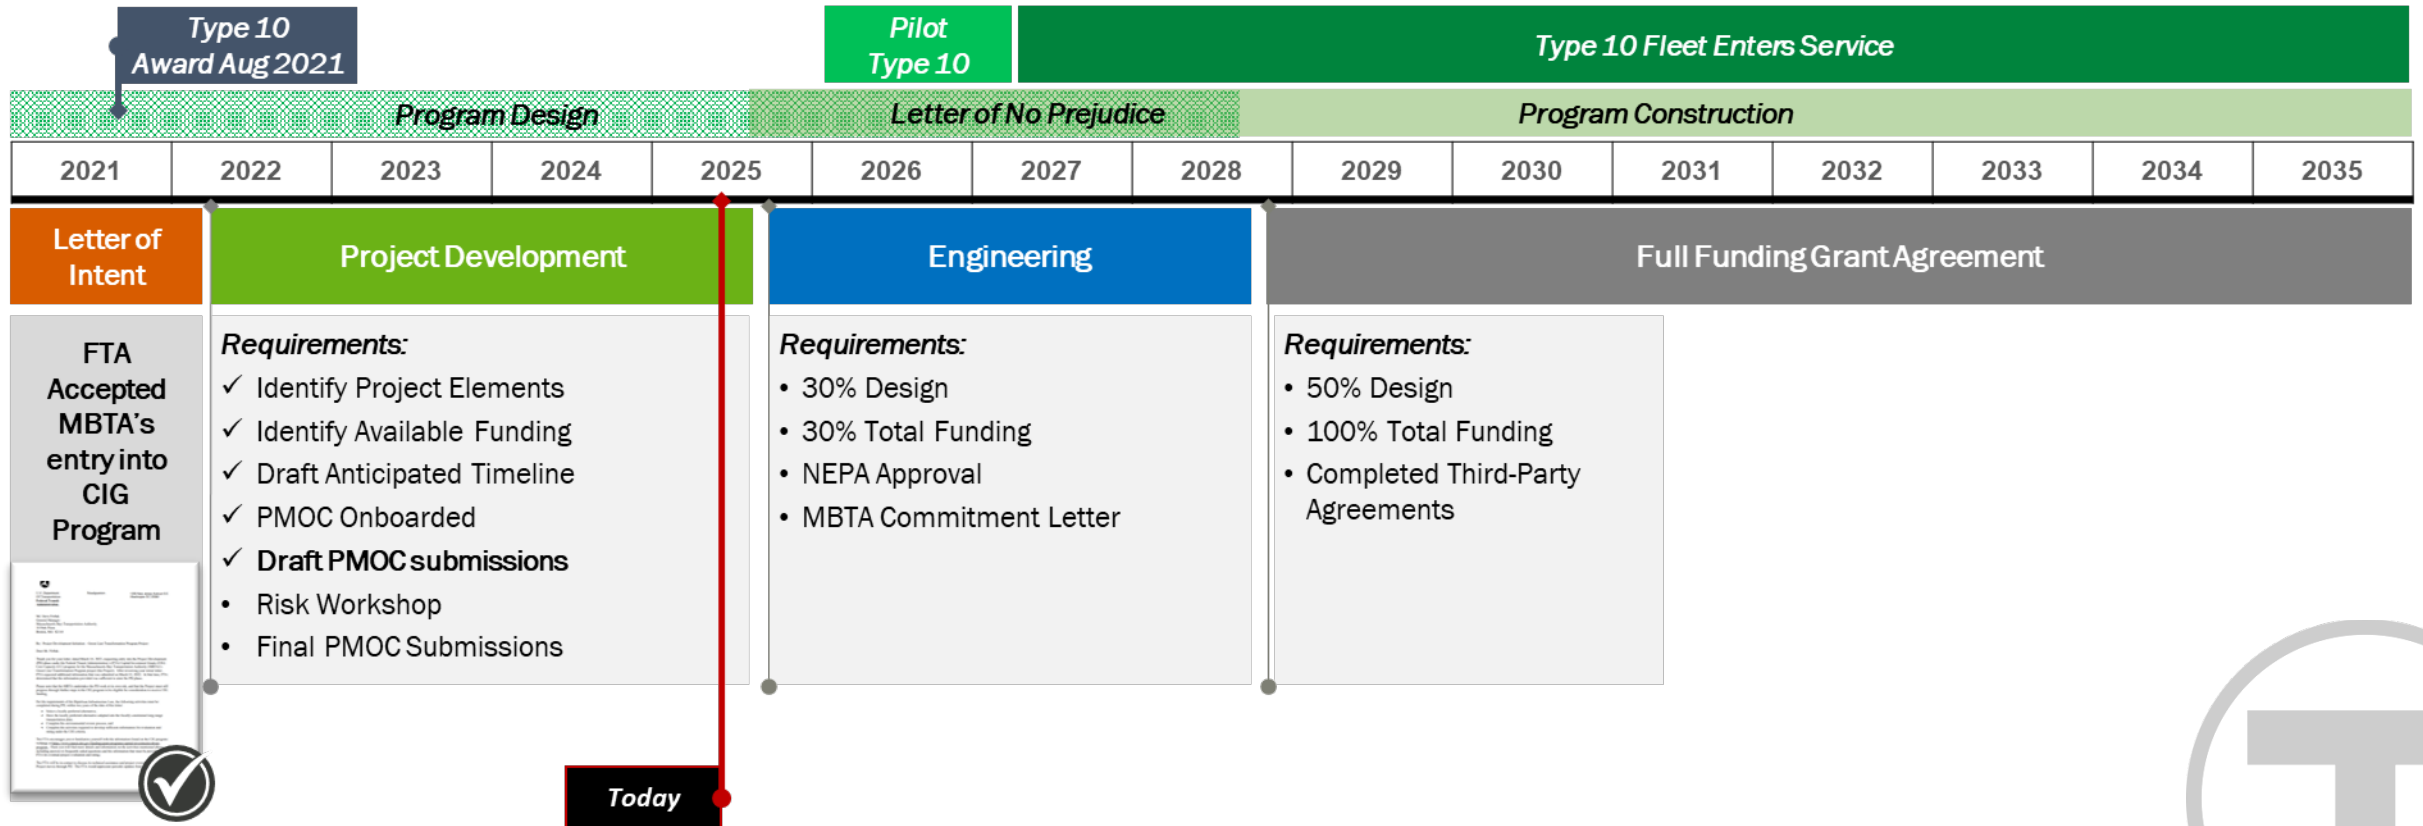 Type 10
Award Aug 2021
Pilot
Type 10
Type 10 Fleet Enters Service
Program Design
Letter of No Prejudice
Program Construction
2021
2022
2023
2024
2025
2026
2027
2028
2029
2030
2031
2032
2033
2034
2035
Letter of
Intent
Project Development
Engineering
Full Funding Grant Agreement
FTA
Accepted
MBTA's
entry into
CIG
Program
Requirements:
✓ Identify Project Elements
✓ Identify Available Funding
✓ Draft Anticipated Timeline
✓ PMOC Onboarded
✓ Draft PMOC submissions
• Risk Workshop
• Final PMOC Submissions
Requirements:
• 30% Design
• 30% Total Funding
• NEPA Approval
• MBTA Commitment Letter
Requirements:
• 50% Design
• 100% Total Funding
• Completed Third-Party
Agreements
Today
T